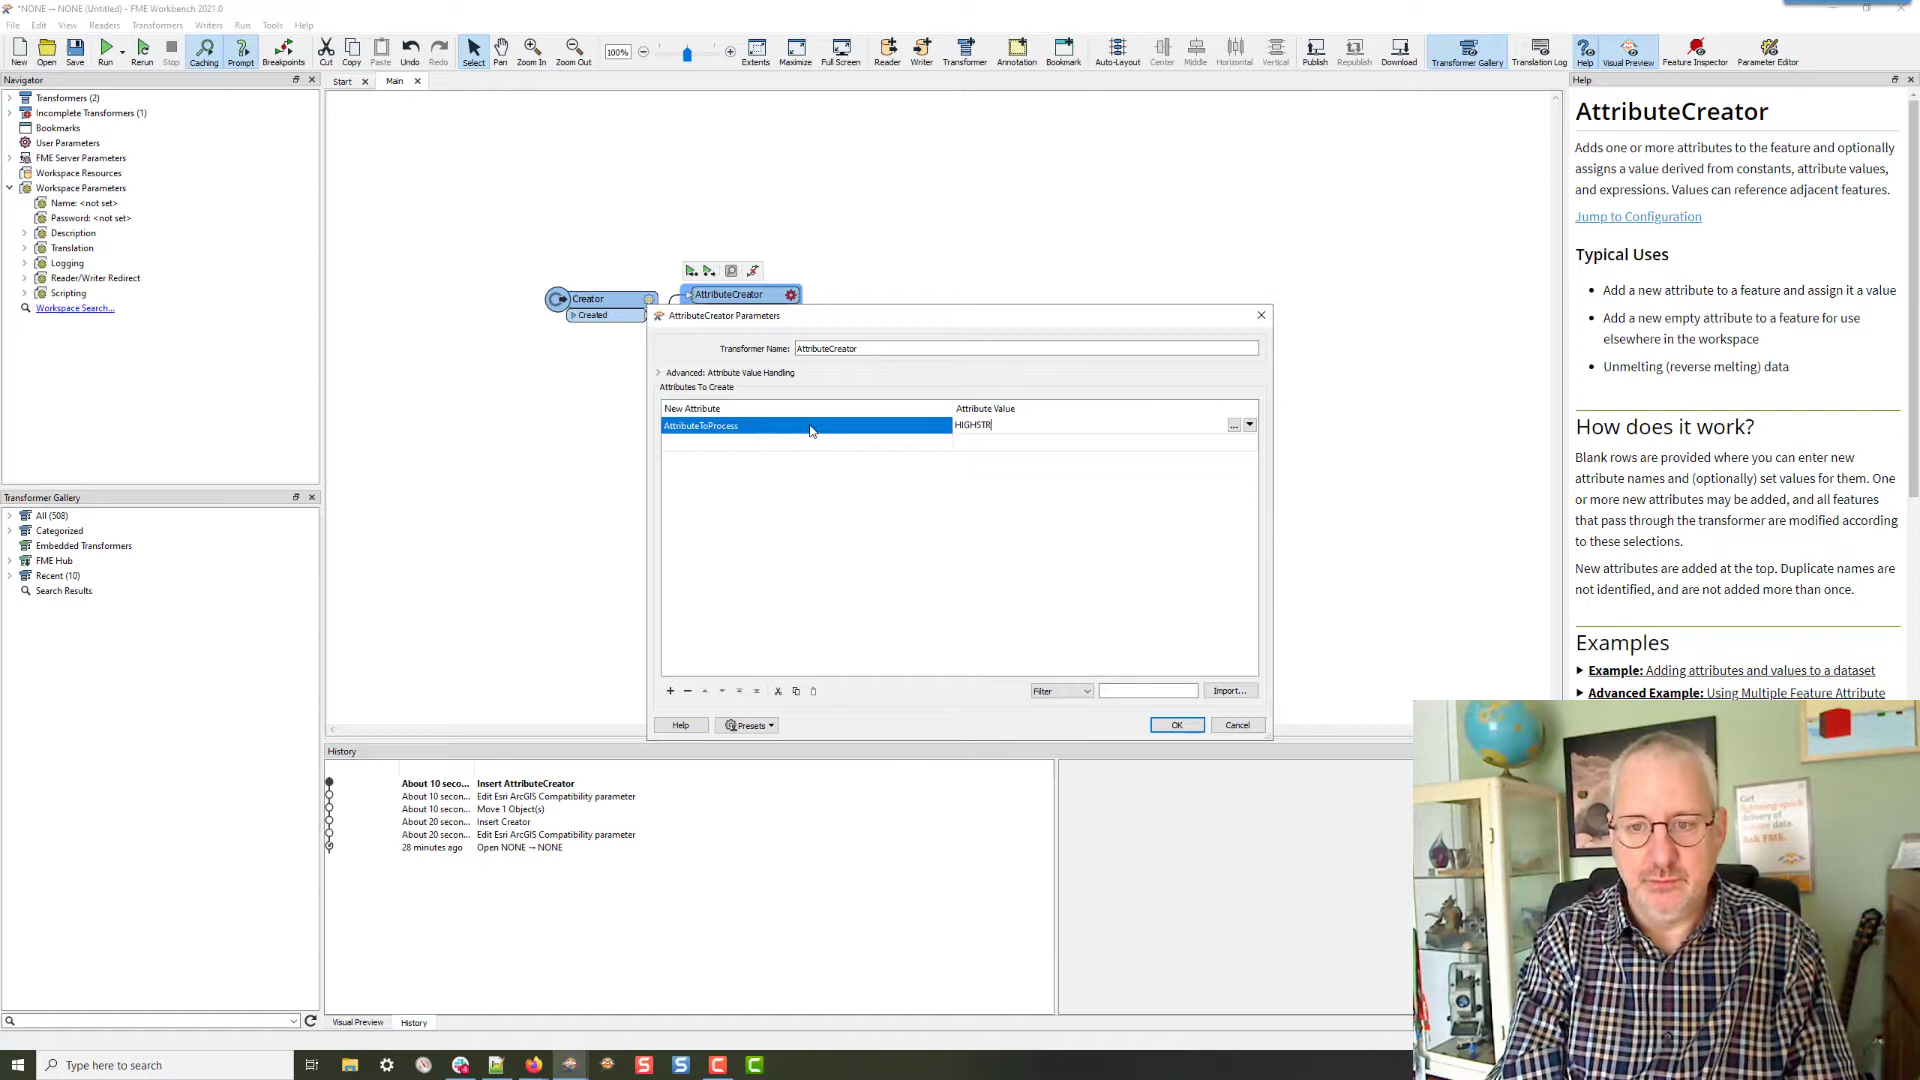 *NONE → NONE (Untitled) - FME Workbench 2021.0
File Edit View Readers Transformers Writers Run Tools Help
New Open Save Run Rerun Stop Caching Prompt Breakpoints Cut Copy Paste Undo Redo Select Pan Zoom In Zoom Out 100% Extents Maximize Full Screen Reader Writer Transformer Annotation Bookmark Auto-Layout Center Middle Horizontal Vertical Publish Republish Download Transformer Gallery Translation Log Help Visual Preview Feature Inspector Parameter Editor
Navigator
Start Main
Help
Transformers (2)
Incomplete Transformers (1)
Bookmarks
User Parameters
FME Server Parameters
Workspace Resources
Workspace Parameters
Name: <not set>
Password: <not set>
Description
Translation
Logging
Reader/Writer Redirect
Scripting
Workspace Search...
Transformer Gallery
All (508)
Categorized
Embedded Transformers
FME Hub
Recent (10)
Search Results
Creator
Created
AttributeCreator
AttributeCreator Parameters
Transformer Name: AttributeCreator
Advanced: Attribute Value Handling
Attributes To Create
New Attribute Attribute Value
AttributeToProcess HIGHSTR
...
Filter Import...
Help Presets OK Cancel
History
About 10 secon... Insert AttributeCreator
About 10 secon... Edit Esri ArcGIS Compatibility parameter
About 10 secon... Move 1 Object(s)
About 20 secon... Insert Creator
About 20 secon... Edit Esri ArcGIS Compatibility parameter
28 minutes ago Open NONE → NONE
Visual Preview History
AttributeCreator
Adds one or more attributes to the feature and optionally
assigns a value derived from constants, attribute values,
and expressions. Values can reference adjacent features.
Jump to Configuration
Typical Uses
Add a new attribute to a feature and assign it a value
Add a new empty attribute to a feature for use
elsewhere in the workspace
Unmelting (reverse melting) data
How does it work?
Blank rows are provided where you can enter new
attribute names and (optionally) set values for them. One
or more new attributes may be added, and all features
that pass through the transformer are modified according
to these selections.
New attributes are added at the top. Duplicate names are
not identified, and are not added more than once.
Examples
Example: Adding attributes and values to a dataset
Advanced Example: Using Multiple Feature Attribute
Get
lightning-quick
delivery of
data.
Ask FME.
Type here to search